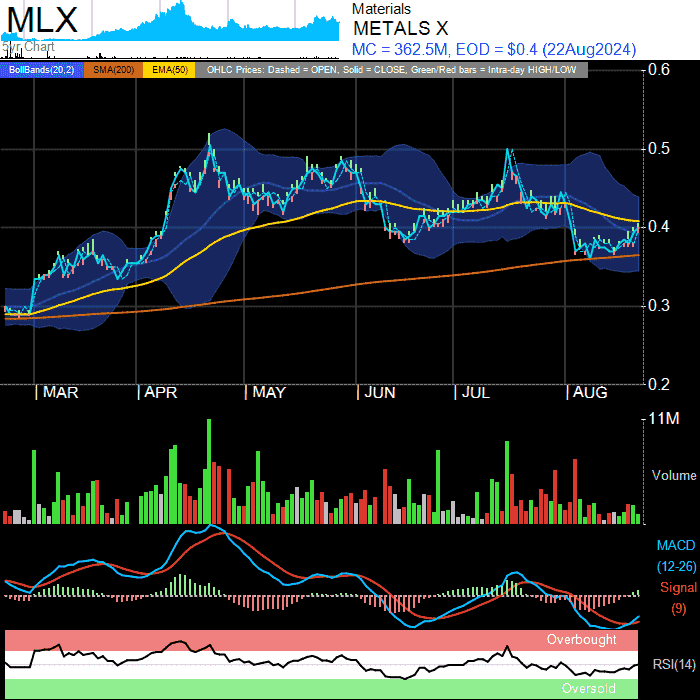 MLX
5yr Chart
Materials
METALS X
MC = 362.5M, EOD = $0.4 (22Aug2024)
BollBands(20,2) SMA(200) EMA(50) OHLC Prices: Dashed = OPEN, Solid = CLOSE, Green/Red bars = Intra-day HIGH/LOW
0.6
0.5
0.4
0.3
0.2
| MAR | APR | MAY | JUN | JUL | AUG
11M
Volume
MACD
(12-26)
Signal
(9)
Overbought
RSI(14)
Oversold